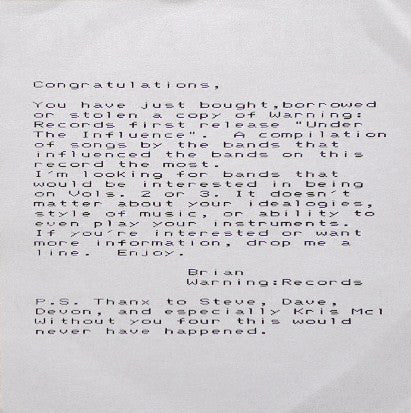 Congratulations,
You have just bought,borrowed
or stolen a copy of Warning:
Records first release "Under
The Influence".  A compilation
of songs by the bands that
influenced the bands on this
record the most.
I'm looking for bands that
would be interested in being
on Vols. 2 or 3.  It doesn't
matter about your idealogies,
style of music, or ability to
even play your instruments.
If you're interested or want
more information, drop me a
line.  Enjoy.
Brian
Warning:Records
P.S. Thanx to Steve, Dave,
Devon, and especially Kris Mcl
Without you four this would
never have happened.